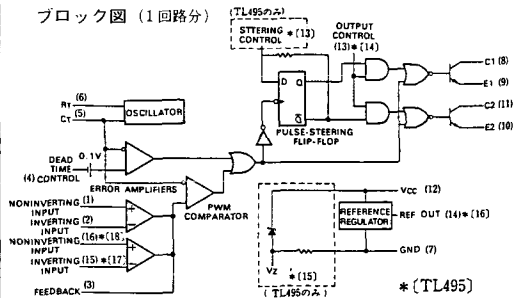 ブロック図 (1回路分)
(TL495のみ)
STTERING
CONTROL *(13)
OUTPUT
CONTROL
(13)*(14)
C1 (8)
E1 (9)
C2 (11)
E2 (10)
D Q
Q
PULSE-STEERING
FLIP-FLOP
RT (6)
CT (5)
OSCILLATOR
0.1V
DEAD
TIME
(4) CONTROL
ERROR AMPLIFIERS
PWM
COMPARATOR
NONINVERTING (1)
INPUT
INVERTING (2)
INPUT
NONINVERTING (16)*(18)
INPUT
INVERTING (15)*(17)
INPUT
FEEDBACK (3)
+
−
+
−
VCC (12)
REFERENCE
REGULATOR
REF OUT (14)*(16)
GND (7)
VZ
*(15)
(TL495のみ)
*〔TL495〕